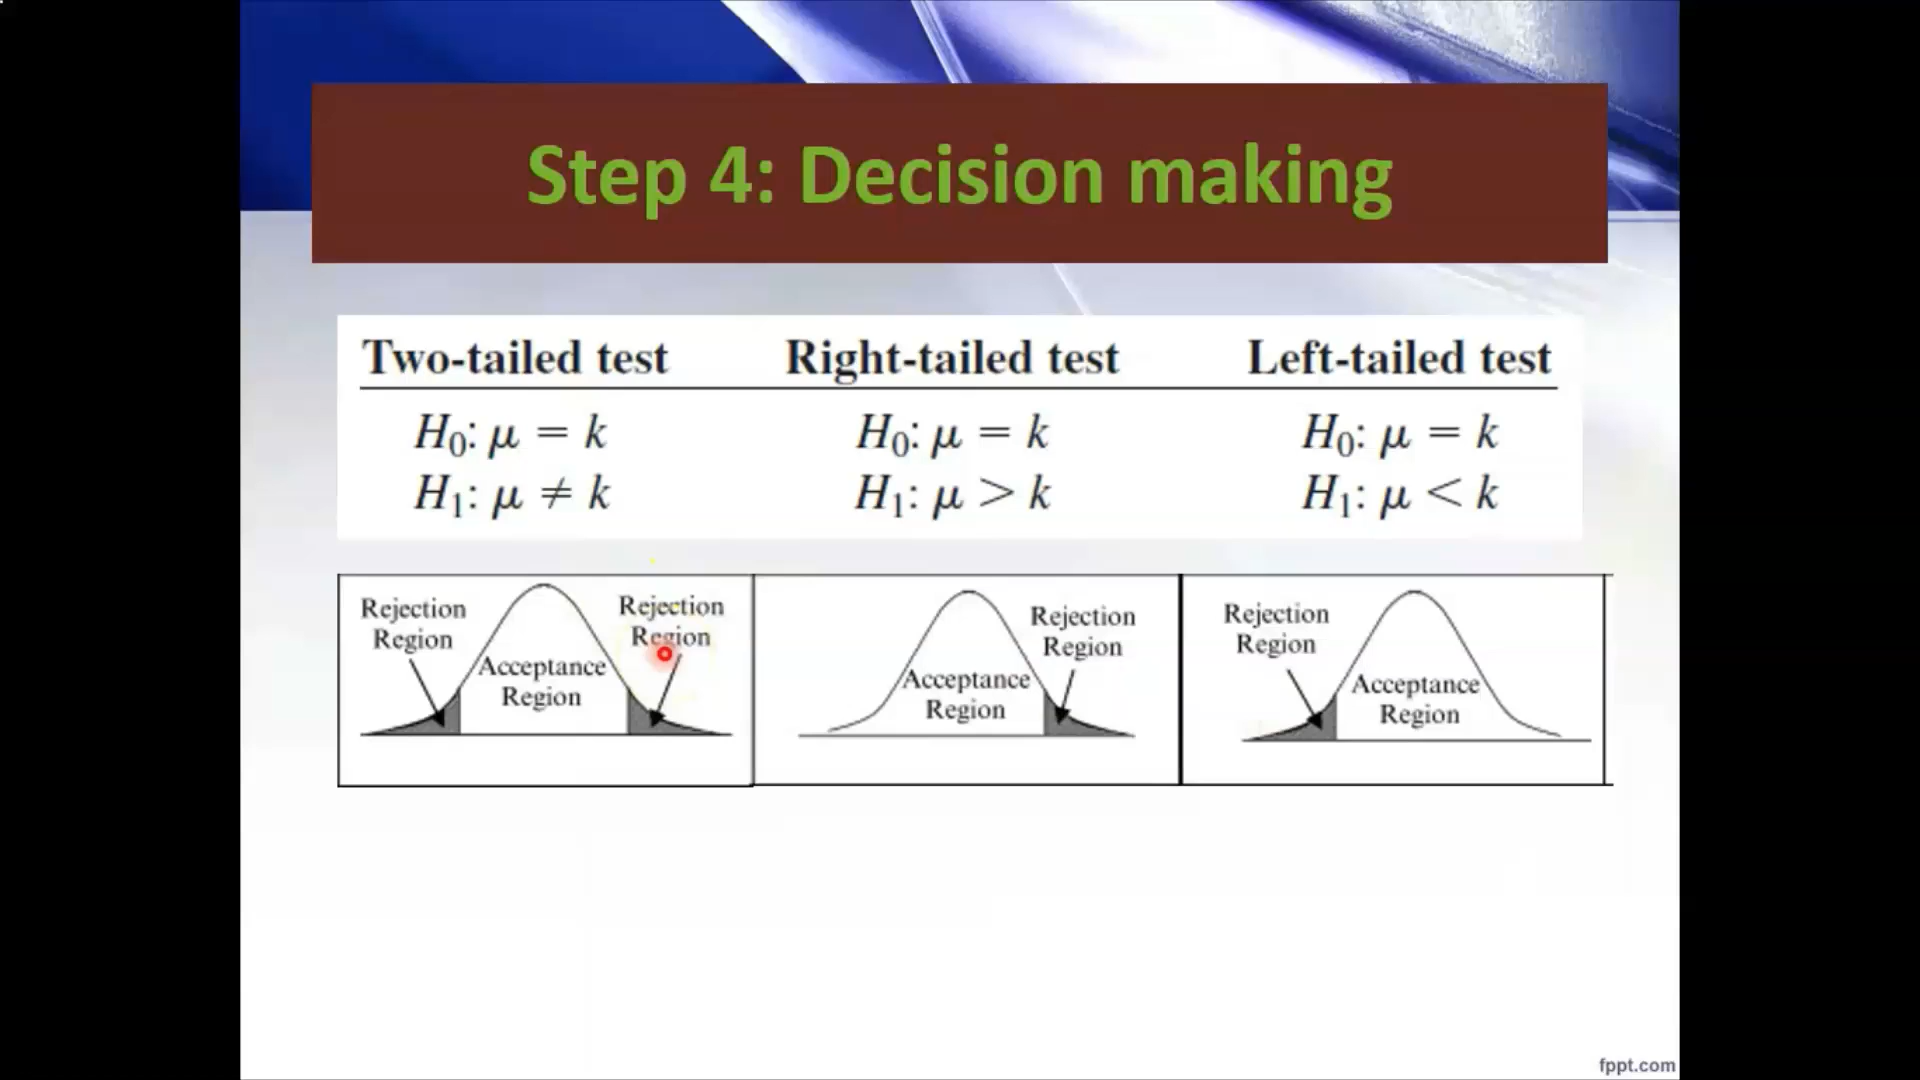 Step 4: Decision making
Two-tailed test Right-tailed test Left-tailed test
H₀: μ = k H₀: μ = k H₀: μ = k
H₁: μ ≠ k H₁: μ > k H₁: μ < k
Rejection
Region
Acceptance
Region
Rejection
Region
Acceptance
Region
Rejection
Region
Rejection
Region
Acceptance
Region
fppt.com